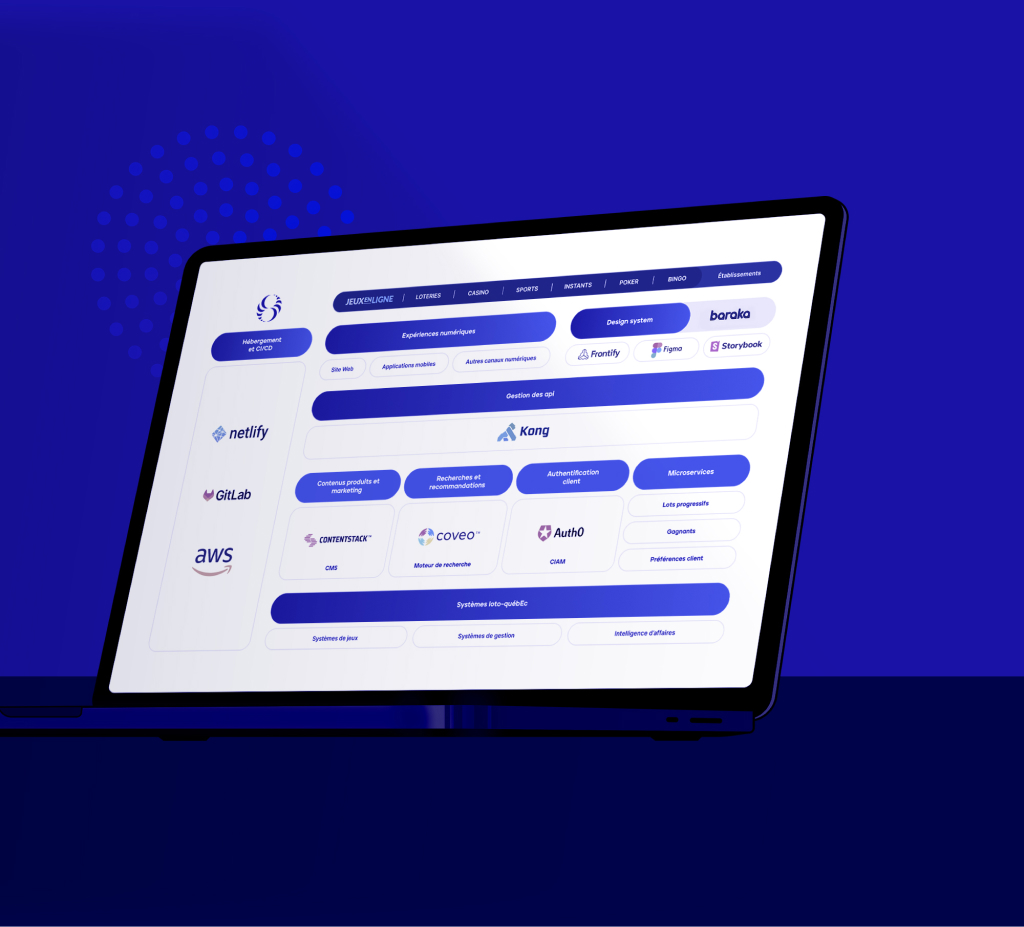 JEUXENLIGNE | LOTERIES | CASINO | SPORTS | INSTANTS | POKER | BINGO Établissements
Hébergement
et CI/CD
Expériences numériques
Design system
baraka
Site Web
Applications mobiles
Autres canaux numériques
Frontify
Figma
Storybook
Gestion des api
Kong
netlify
GitLab
aws
Contenus produits et
marketing
Recherches et
recommandations
Authentification
client
Microservices
CONTENTSTACK™
CMS
coveo™
Moteur de recherche
Auth0
CIAM
Lots progressifs
Gagnants
Préférences client
Systèmes loto-québEc
Systèmes de jeux
Systèmes de gestion
Intelligence d'affaires